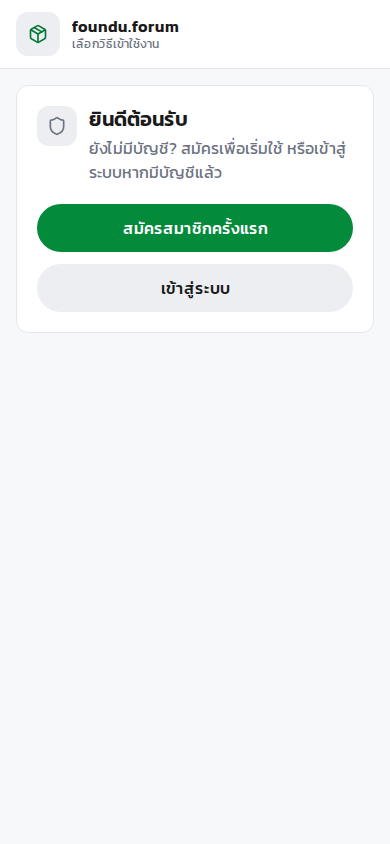 foundu.forum
เลือกวิธีเข้าใช้งาน
ยินดีต้อนรับ
ยังไม่มีบัญชี? สมัครเพื่อเริ่มใช้ หรือเข้าสู่
ระบบหากมีบัญชีแล้ว
สมัครสมาชิกครั้งแรก
เข้าสู่ระบบ